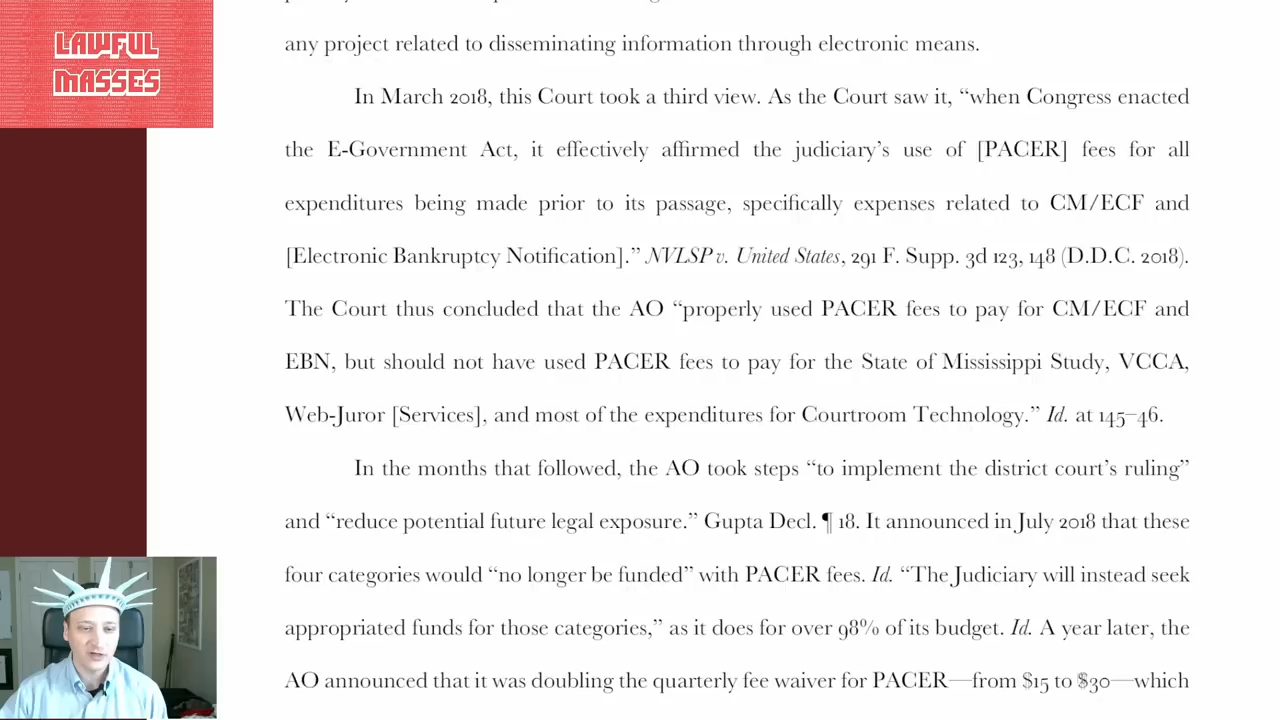 LAWFUL
MASSES
any project related to disseminating information through electronic means.
In March 2018, this Court took a third view. As the Court saw it, “when Congress enacted
the E-Government Act, it effectively affirmed the judiciary’s use of [PACER] fees for all
expenditures being made prior to its passage, specifically expenses related to CM/ECF and
[Electronic Bankruptcy Notification].” NVLSP v. United States, 291 F. Supp. 3d 123, 148 (D.D.C. 2018).
The Court thus concluded that the AO “properly used PACER fees to pay for CM/ECF and
EBN, but should not have used PACER fees to pay for the State of Mississippi Study, VCCA,
Web-Juror [Services], and most of the expenditures for Courtroom Technology.” Id. at 145–46.
In the months that followed, the AO took steps “to implement the district court’s ruling”
and “reduce potential future legal exposure.” Gupta Decl. ¶ 18. It announced in July 2018 that these
four categories would “no longer be funded” with PACER fees. Id. “The Judiciary will instead seek
appropriated funds for those categories,” as it does for over 98% of its budget. Id. A year later, the
AO announced that it was doubling the quarterly fee waiver for PACER—from $15 to $30—which